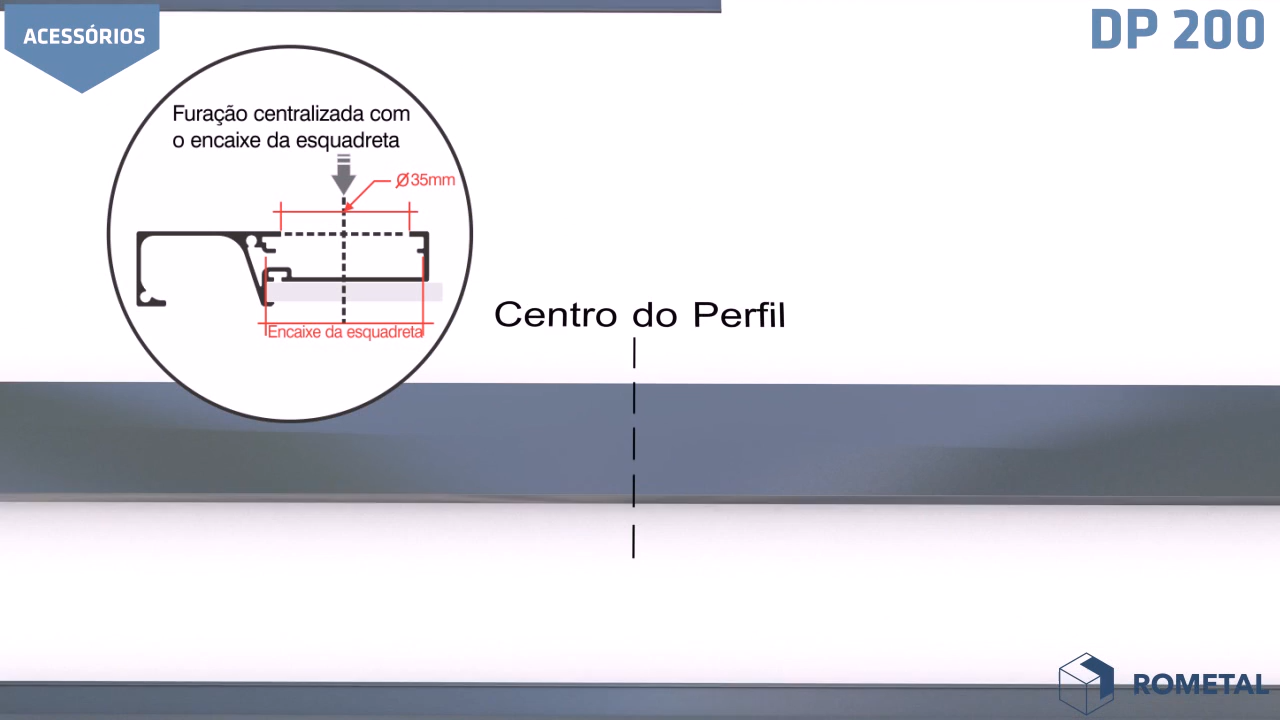 ACESSÓRIOS
DP 200
Furação centralizada com
o encaixe da esquadreta
Ø35mm
Encaixe da esquadreta
Centro do Perfil
ROMETAL